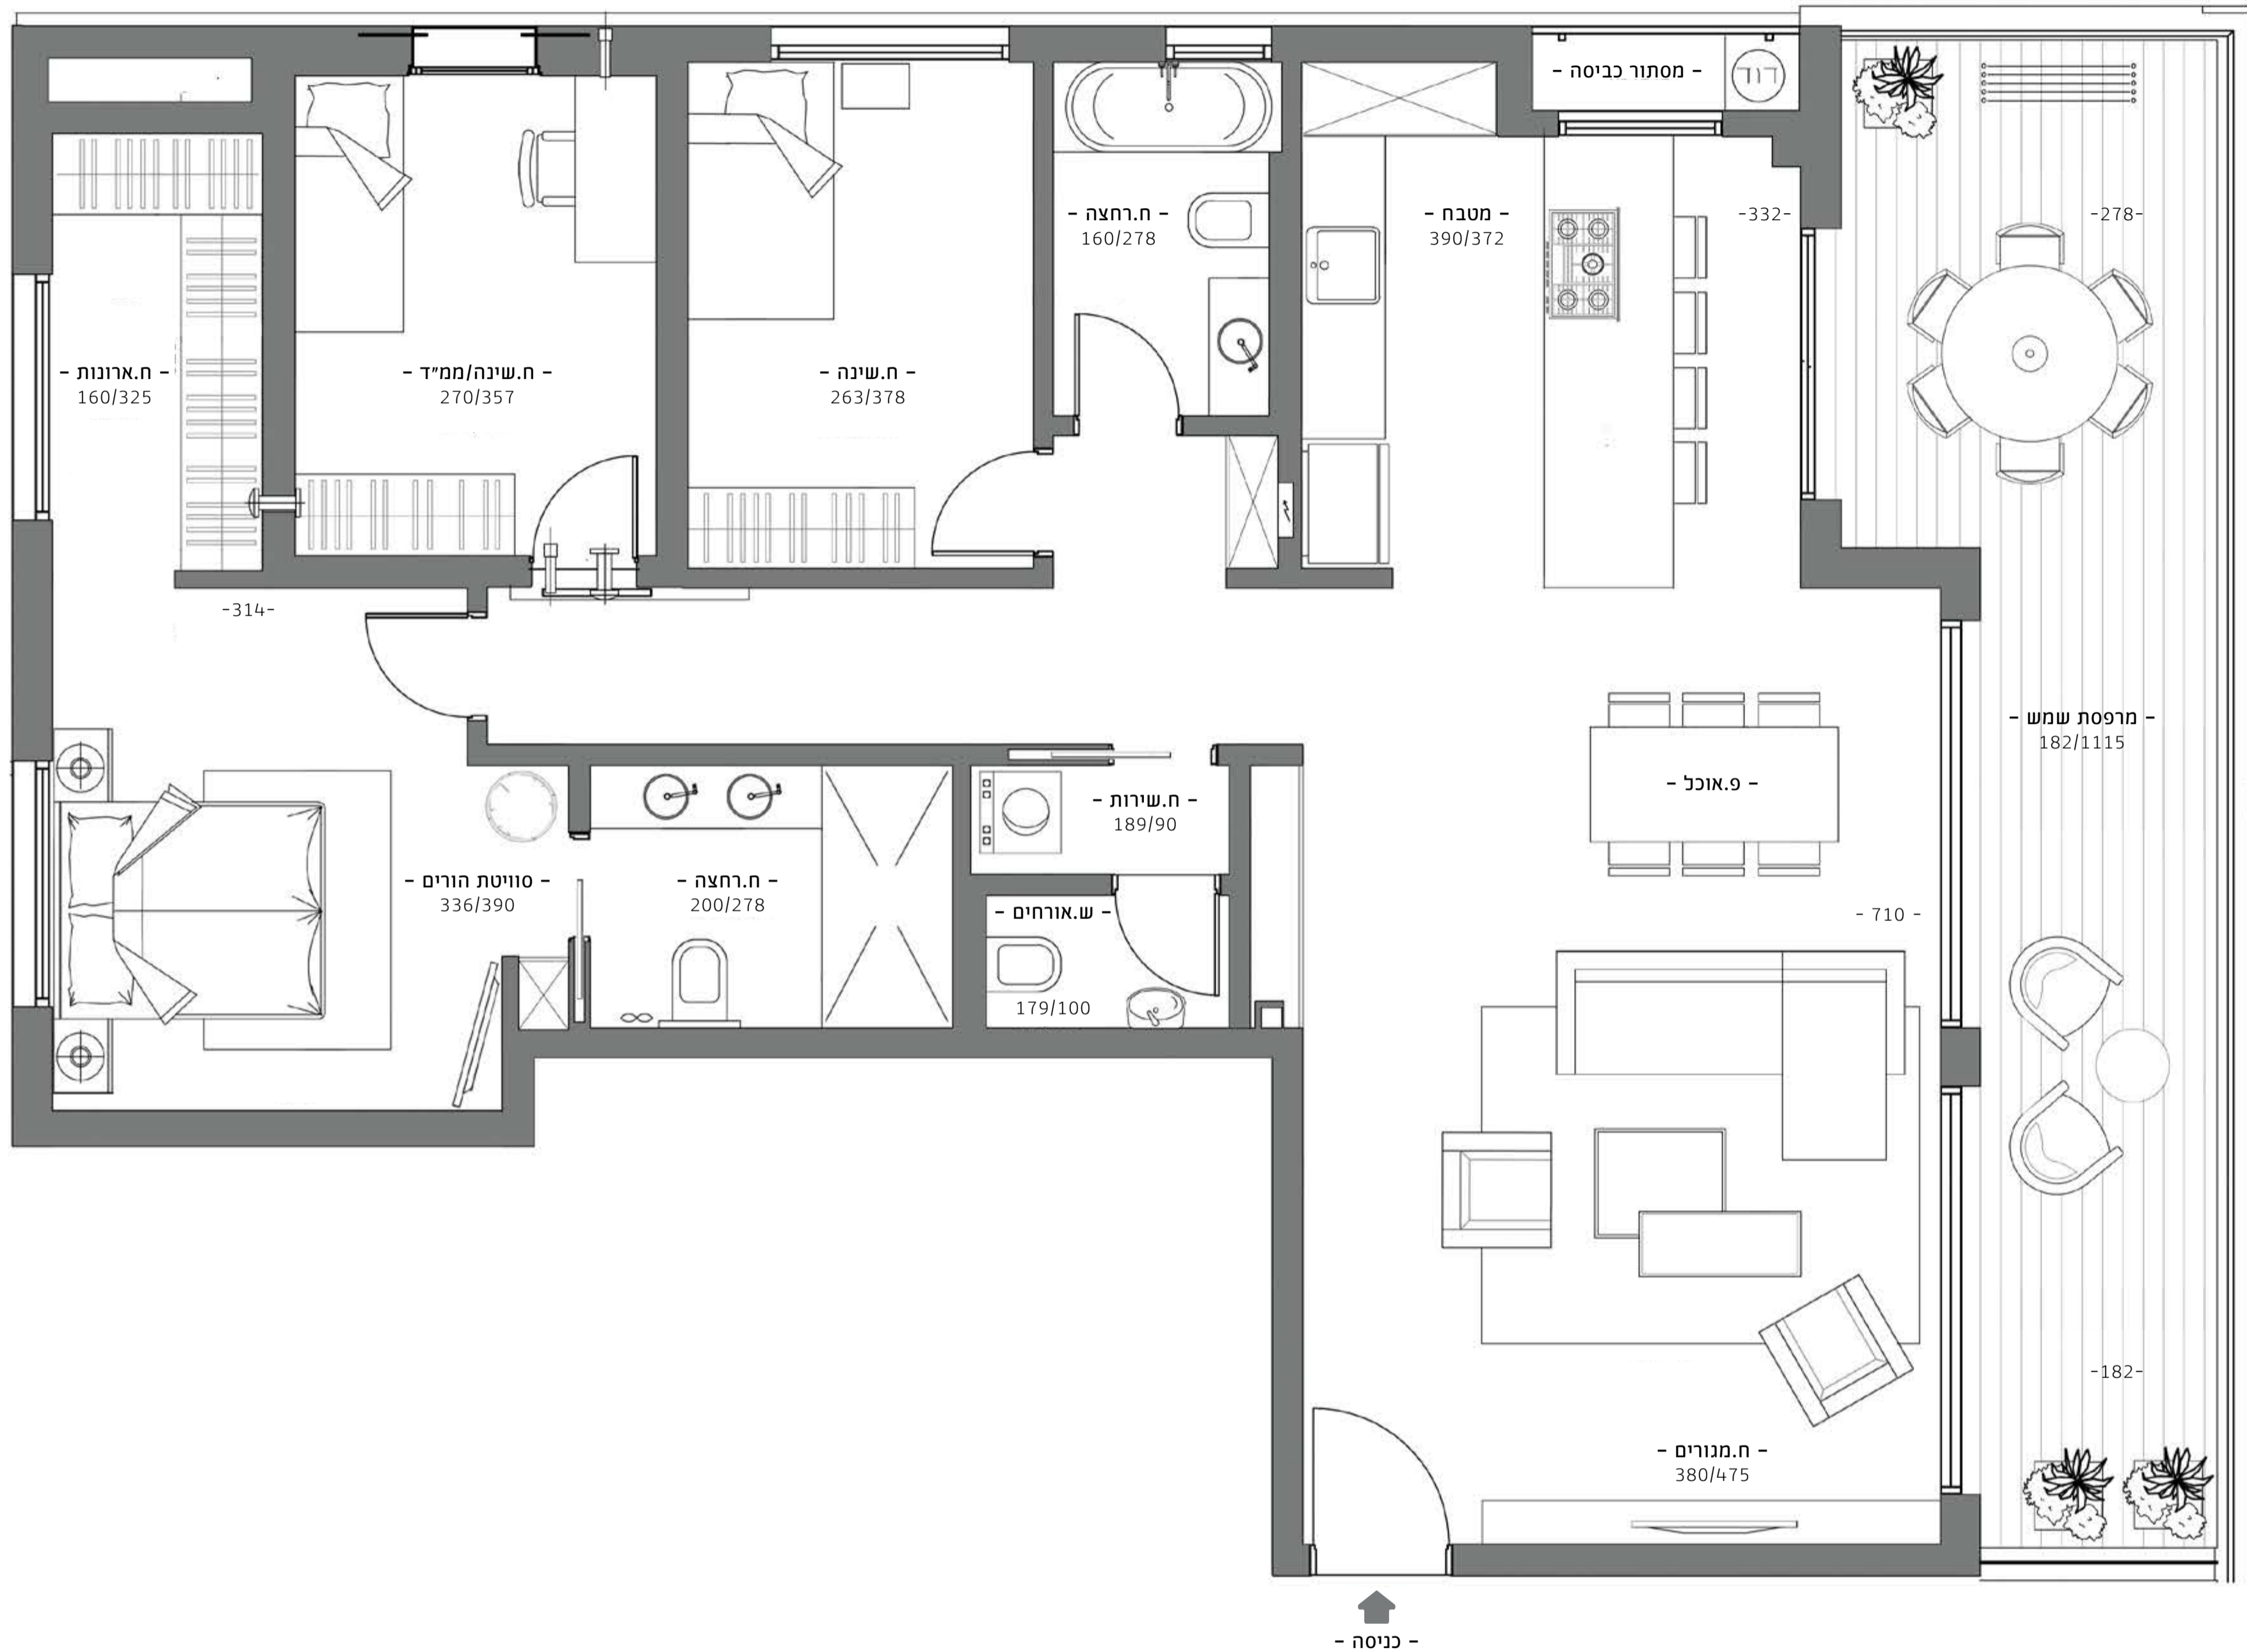 - מסתור כביסה -
דוד
- ח.רחצה -
160/278
- מטבח -
390/372
-332-
-278-
- ח.ארונות -
160/325
- ח.שינה/ממ״ד -
270/357
- ח.שינה -
263/378
-314-
- מרפסת שמש -
182/1115
- פ.אוכל -
- ח.שירות -
189/90
- סוויטת הורים -
336/390
- ח.רחצה -
200/278
- ש.אורחים -
179/100
- 710 -
-182-
- ח.מגורים -
380/475
- כניסה -